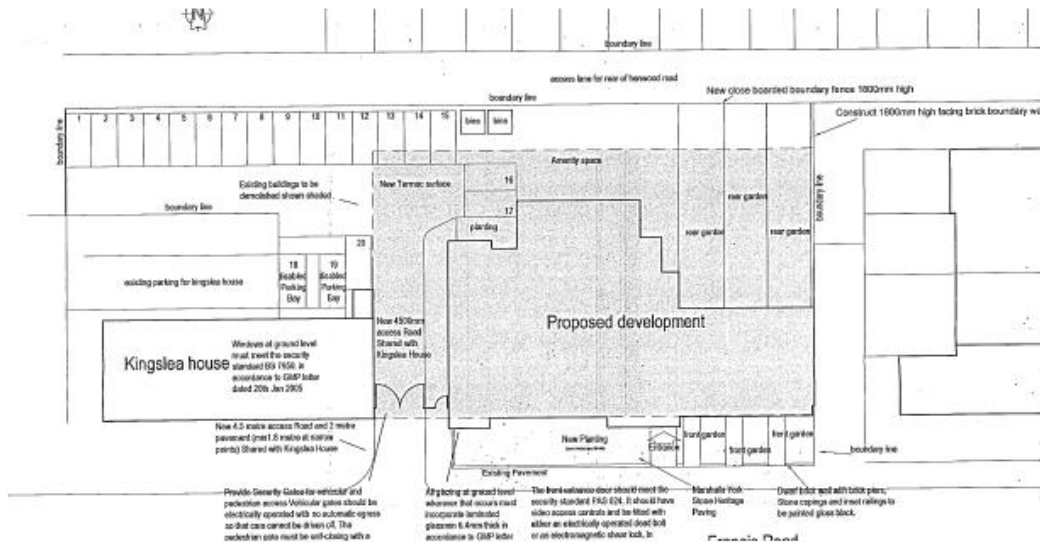 N
boundary line
access lane for rear of henwood road
New close boarded boundary fence 1800mm high
boundary line
Construct 1800mm high facing brick boundary wa
1 2 3 4 5 6 7 8 9 10 11 12 13 14 15
bins bins
boundary line
Amenity space
Existing buildings to be
demolished shown shaded
New Tarmac surface
16
17
planting
rear garden
rear garden
rear garden
boundary line
boundary line
20
18
disabled
Parking
Bay
19
disabled
Parking
Bay
existing parking for kingslea house
New 4500mm
access Road
Shared with
Kingslea House
Proposed development
Kingslea house
Windows at ground level
must meet the security
standard BS 7950, in
accordance to GMP letter
dated 20th Jan 2005
New 4.5 metre access Road and 2 metre
pavement (min1.8 metre at narrow
points) Shared with Kingslea House
New Planting
Entrance
front garden
front garden
front garden
boundary line
Existing Pavement
Provide Security Gates for vehicular and
pedestrian access. Vehicular gates should be
electrically operated with no automatic egress
so that cars cannot be driven off. The
pedestrian gate must be self-closing with a
All glazing at ground level
wherever that occurs must
incorporate laminated
glass min 6.4mm thick in
accordance to GMP letter
The front entrance door should meet the
security standard PAS 024. It should have
video access controls and be fitted with
either an electrically operated dead bolt
or an electromagnetic shear lock, in
Marshalls York
Stone Heritage
Paving
Dwarf brick wall with brick piers,
Stone copings and inset railings to
be painted gloss black.
Francis Road